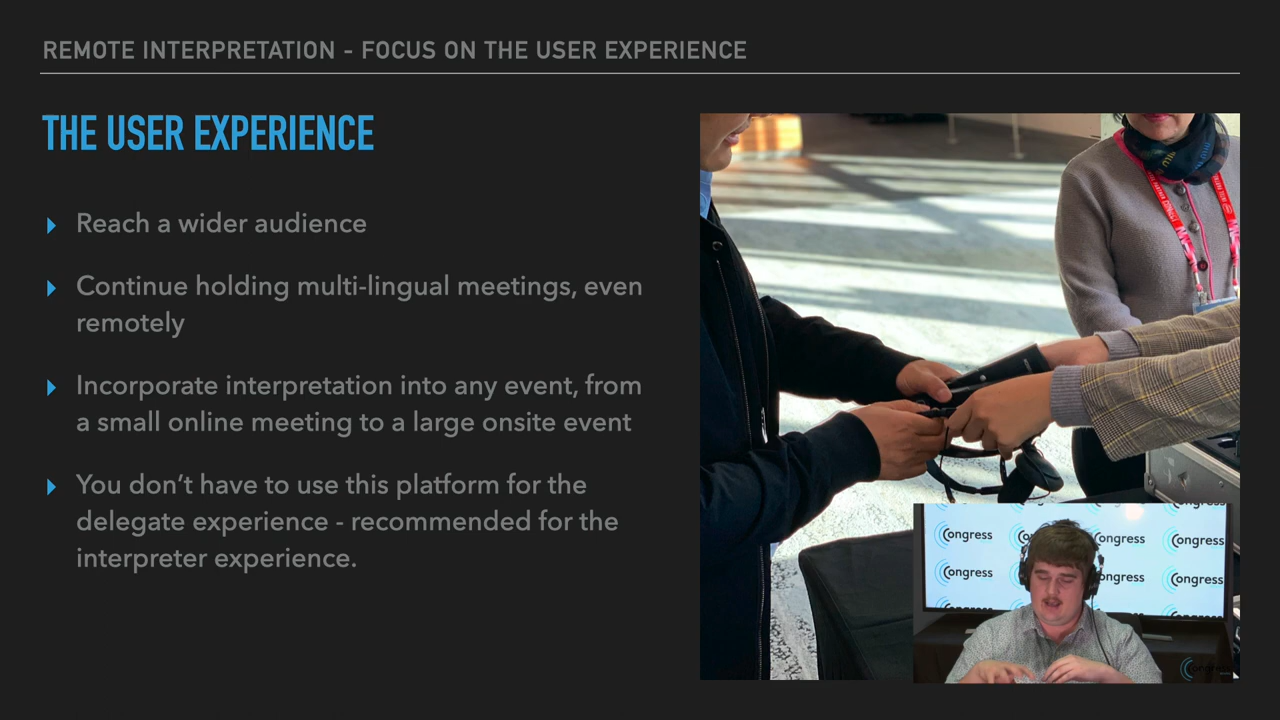 REMOTE INTERPRETATION - FOCUS ON THE USER EXPERIENCE
THE USER EXPERIENCE
Reach a wider audience
Continue holding multi-lingual meetings, even
remotely
Incorporate interpretation into any event, from
a small online meeting to a large onsite event
You don’t have to use this platform for the
delegate experience - recommended for the
interpreter experience.
Congress
Congress
Congress
Congress
Congress
Congress
Congress